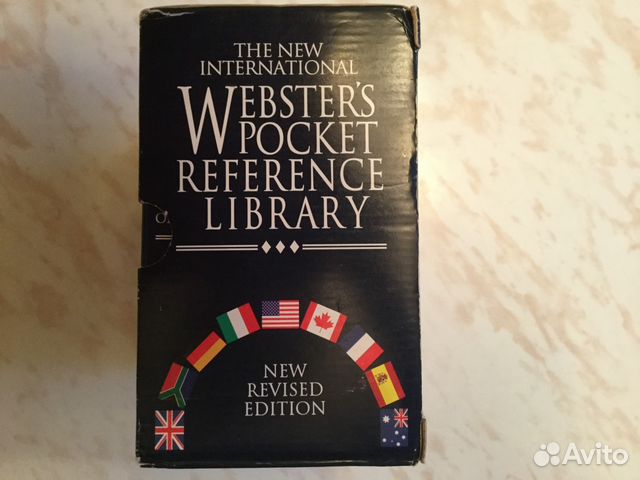 THE NEW
INTERNATIONAL
WEBSTER'S
POCKET
REFERENCE
LIBRARY
NEW
REVISED
EDITION
Avito